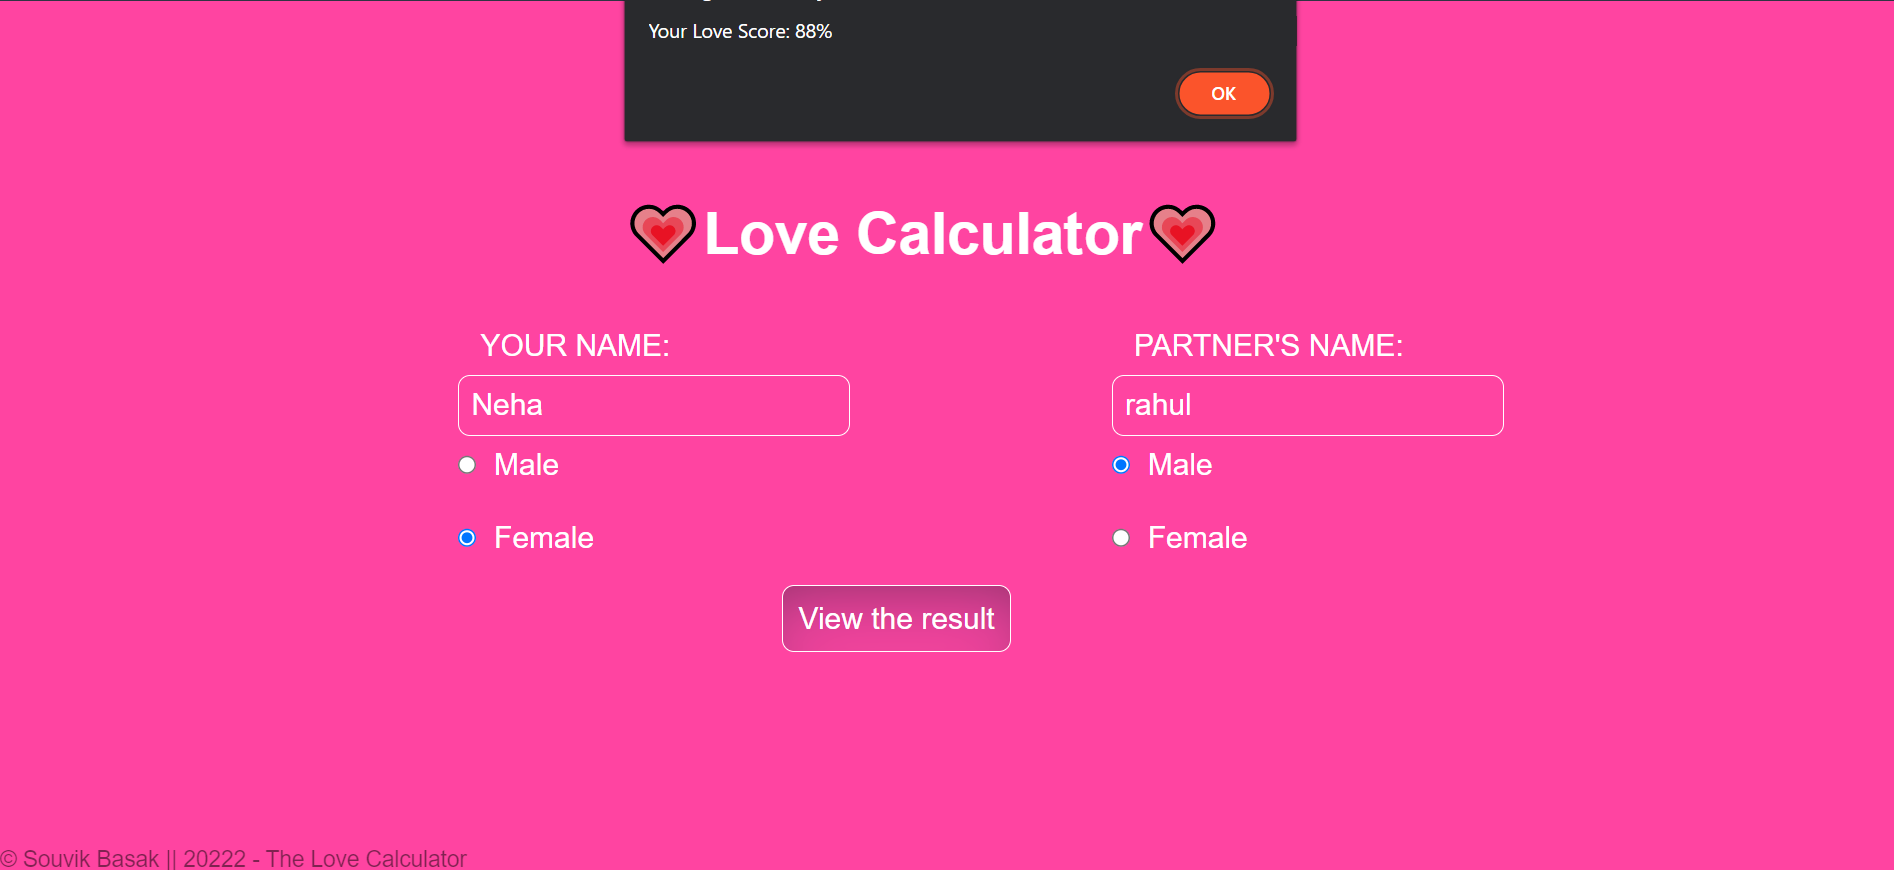 Your Love Score: 88%
OK
Love Calculator
YOUR NAME:
PARTNER'S NAME:
Neha
rahul
Male
Male
Female
Female
View the result
© Souvik Basak || 20222 - The Love Calculator